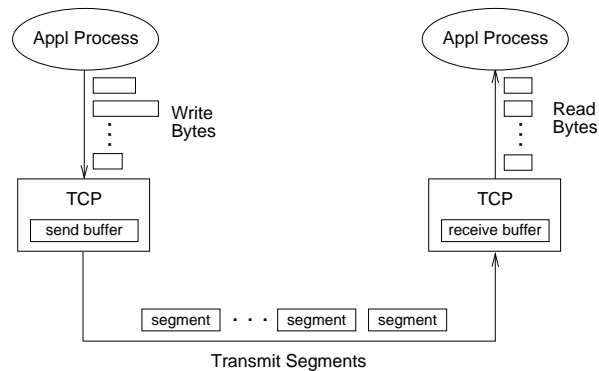 Appl Process
Appl Process
Write
Bytes
Read
Bytes
TCP
send buffer
TCP
receive buffer
segment . . . segment segment
Transmit Segments